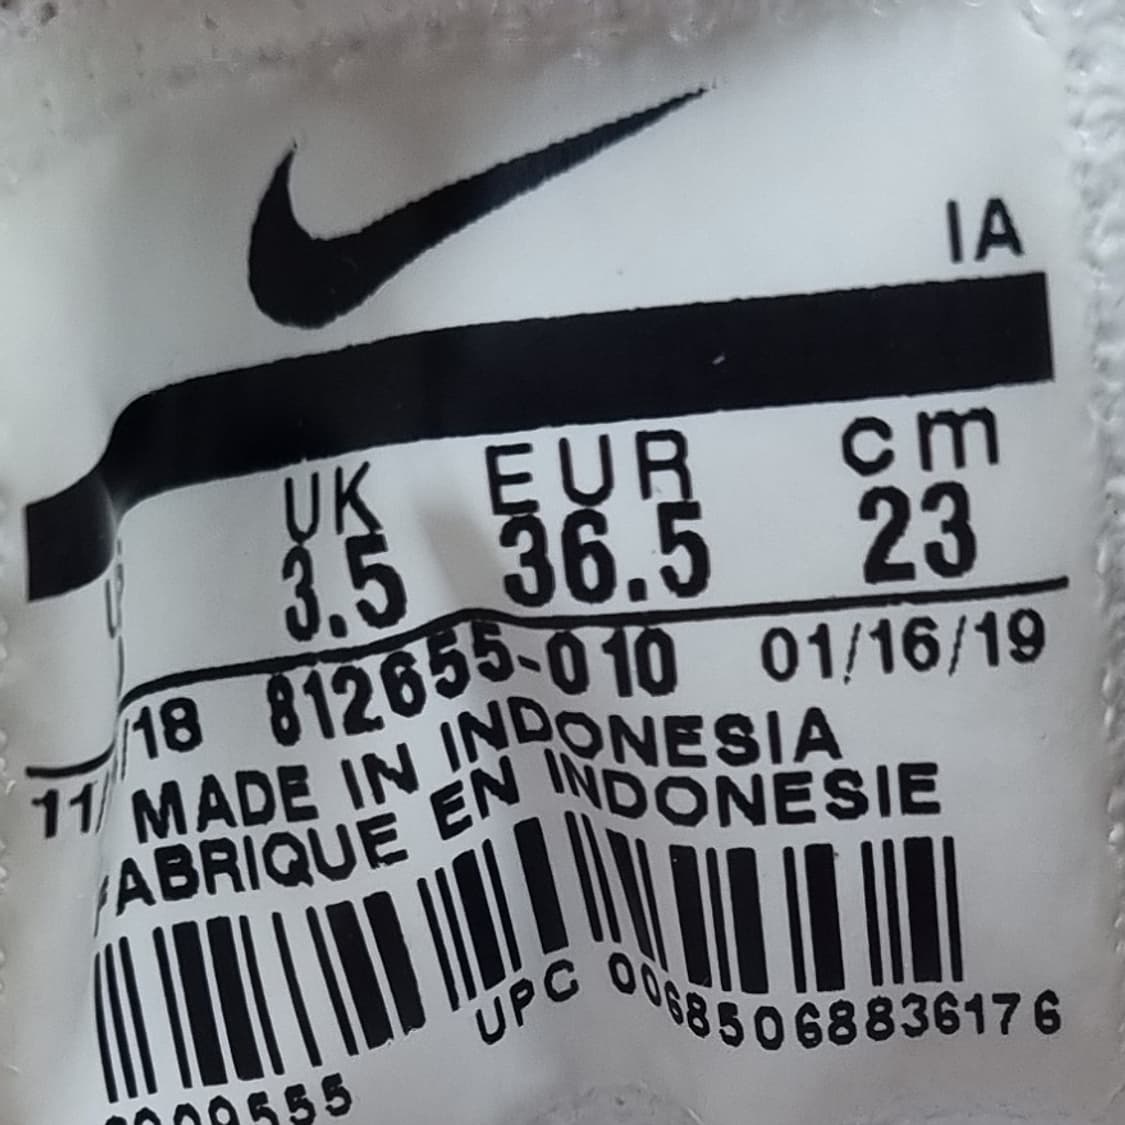 IA
UK EUR cm
3.5 36.5 23
11/ /18 812655-010 01/16/19
MADE IN INDONESIA
FABRIQUE EN INDONESIE
UPC 00685068836176